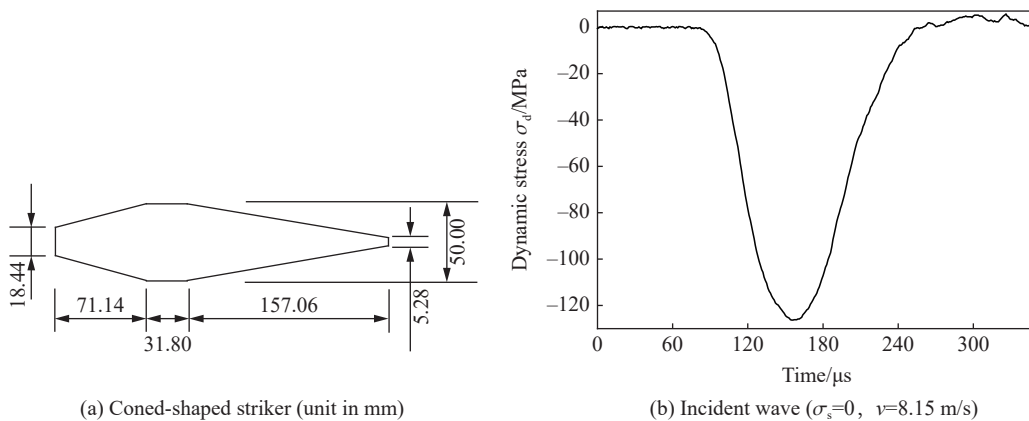 18.44
71.14
31.80
157.06
5.28
50.00
(a) Coned-shaped striker (unit in mm)
Dynamic stress σd/MPa
0
−20
−40
−60
−80
−100
−120
0 60 120 180 240 300
Time/μs
(b) Incident wave (σs=0, v=8.15 m/s)